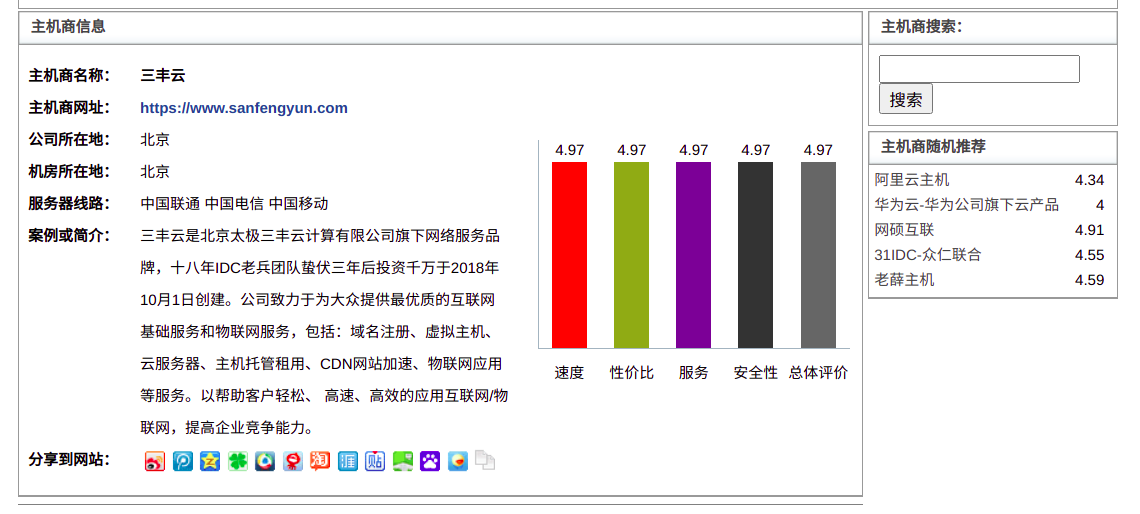 主机商信息
主机商名称： 三丰云
主机商网址： https://www.sanfengyun.com
公司所在地： 北京
机房所在地： 北京
服务器线路： 中国联通 中国电信 中国移动
案例或简介： 三丰云是北京太极三丰云计算有限公司旗下网络服务品
牌，十八年IDC老兵团队蛰伏三年后投资千万于2018年
10月1日创建。公司致力于为大众提供最优质的互联网
基础服务和物联网服务，包括：域名注册、虚拟主机、
云服务器、主机托管租用、CDN网站加速、物联网应用
等服务。以帮助客户轻松、 高速、高效的应用互联网/物
联网，提高企业竞争能力。
分享到网站：
淘 涯 贴
4.97 4.97 4.97 4.97 4.97
速度 性价比 服务 安全性 总体评价
主机商搜索：
搜索
主机商随机推荐
阿里云主机 4.34
华为云-华为公司旗下云产品 4
网硕互联 4.91
31IDC-众仁联合 4.55
老薛主机 4.59